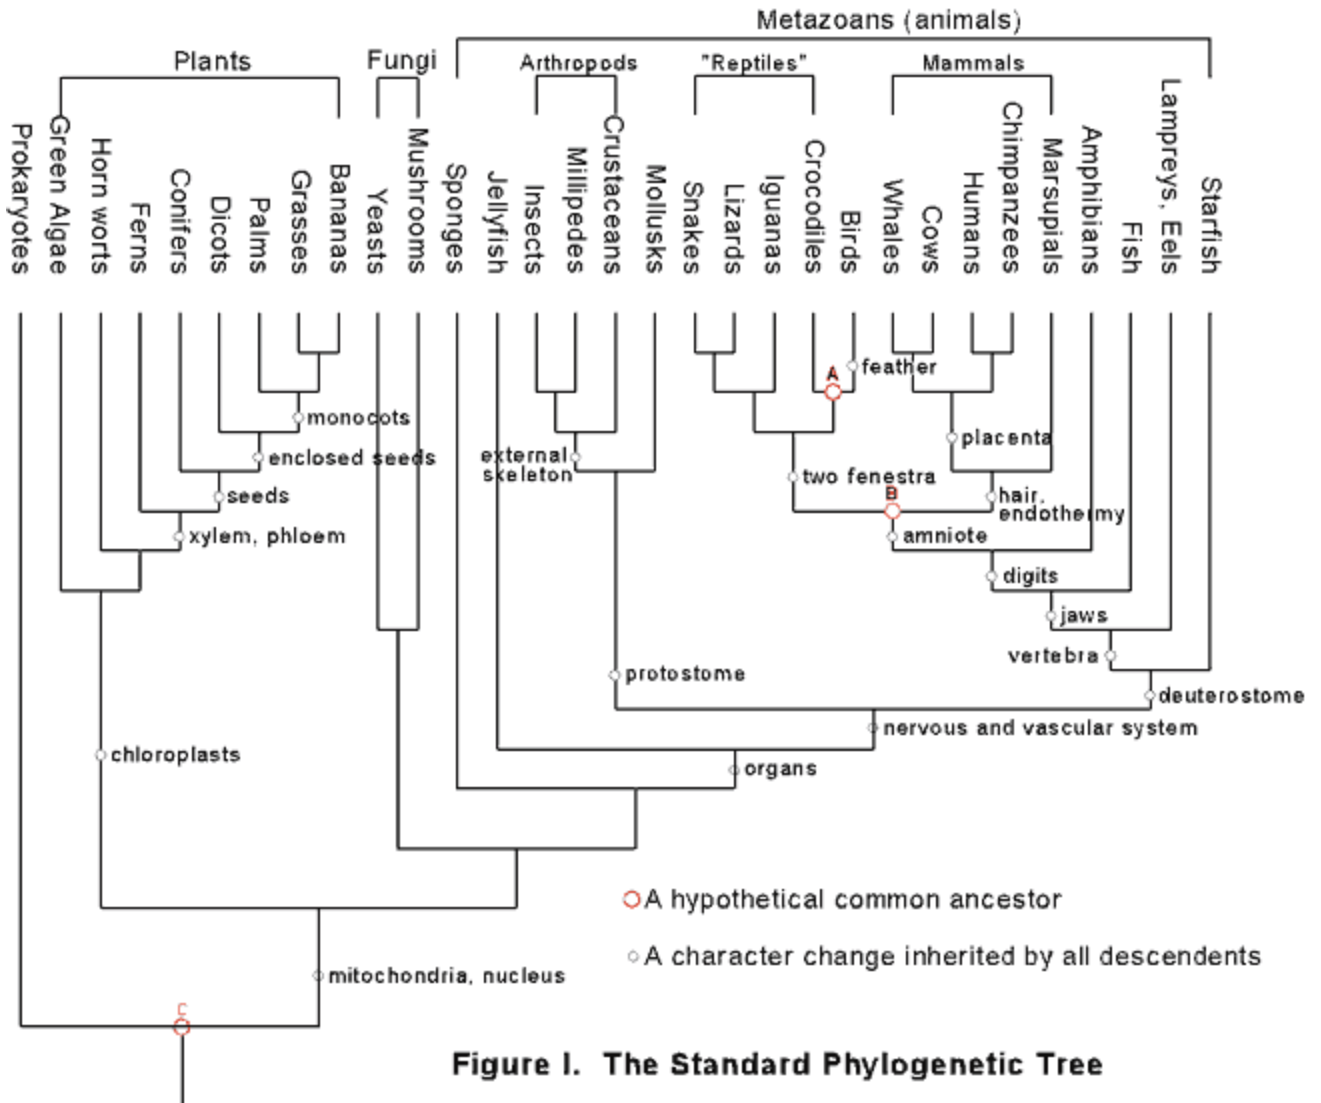 Metazoans (animals)
Plants
Fungi
Arthropods
"Reptiles"
Mammals
Prokaryotes
Green Algae
Horn worts
Ferns
Conifers
Dicots
Palms
Grasses
Bananas
Yeasts
Mushrooms
Sponges
Jellyfish
Insects
Millipedes
Crustaceans
Mollusks
Snakes
Lizards
Iguanas
Crocodiles
Birds
Whales
Cows
Humans
Chimpanzees
Marsupials
Amphibians
Fish
Lampreys, Eels
Starfish
A
feather
monocots
placenta
enclosed seeds
external
skeleton
two fenestra
B
seeds
hair,
endothermy
xylem, phloem
amniote
digits
jaws
vertebra
protostome
deuterostome
nervous and vascular system
chloroplasts
organs
A hypothetical common ancestor
A character change inherited by all descendents
mitochondria, nucleus
C
Figure I. The Standard Phylogenetic Tree